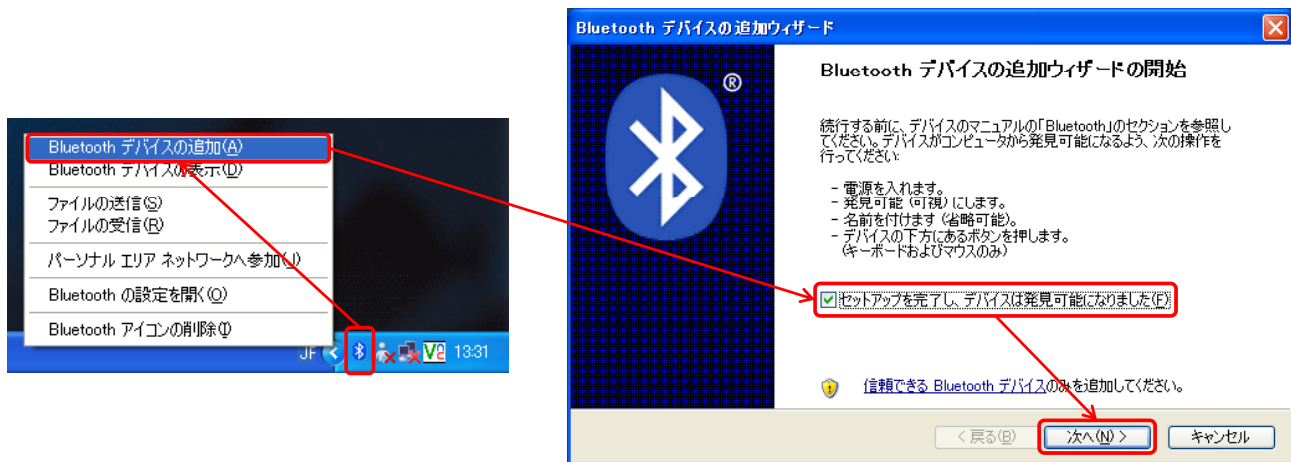 Bluetooth デバイスの追加(A)
Bluetooth デバイスの表示(D)
ファイルの送信(S)
ファイルの受信(R)
パーソナル エリア ネットワークへ参加(J)
Bluetooth の設定を開く(O)
Bluetooth アイコンの削除(I)
JF
V2
13:31
Bluetooth デバイスの追加ウィザード
®
Bluetooth デバイスの追加ウィザードの開始
続行する前に、デバイスのマニュアルの「Bluetooth」のセクションを参照し
てください。デバイスがコンピュータから発見可能になるよう、次の操作を
行ってください:
- 電源を入れます。
- 発見可能 (可視) にします。
- 名前を付けます (省略可能)。
- デバイスの下方にあるボタンを押します。
(キーボードおよびマウスのみ)
セットアップを完了し、デバイスは発見可能になりました(F)
信頼できる Bluetooth デバイスのみを追加してください。
< 戻る(B)
次へ(N) >
キャンセル